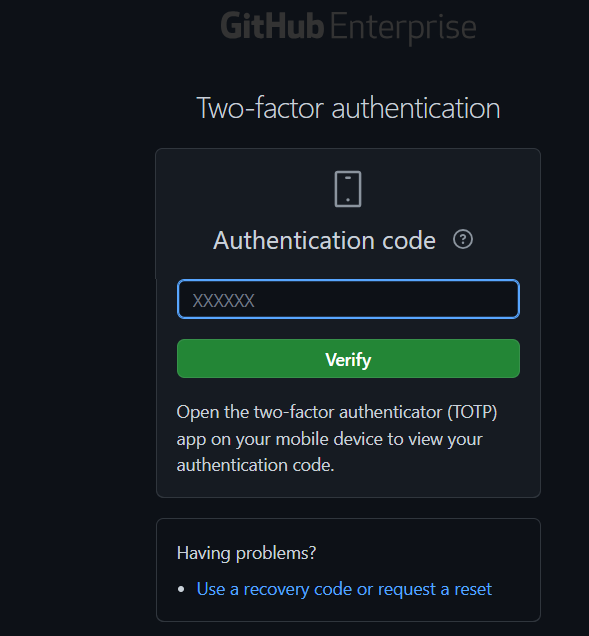 GitHub Enterprise
Two-factor authentication
Authentication code
XXXXXX
Verify
Open the two-factor authenticator (TOTP)
app on your mobile device to view your
authentication code.
Having problems?
• Use a recovery code or request a reset